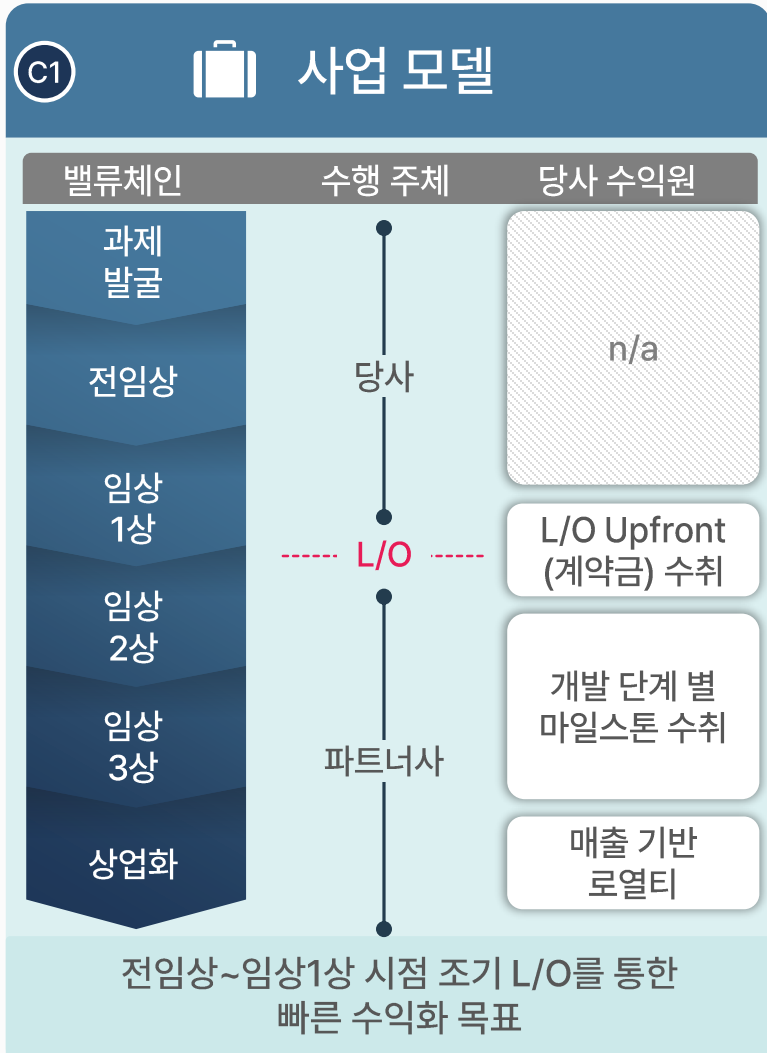 C1
사업 모델
밸류체인 수행 주체 당사 수익원
과제
발굴
전임상
임상
1상
임상
2상
임상
3상
상업화
당사
L/O
파트너사
n/a
L/O Upfront
(계약금) 수취
개발 단계 별
마일스톤 수취
매출 기반
로열티
전임상~임상1상 시점 조기 L/O를 통한
빠른 수익화 목표